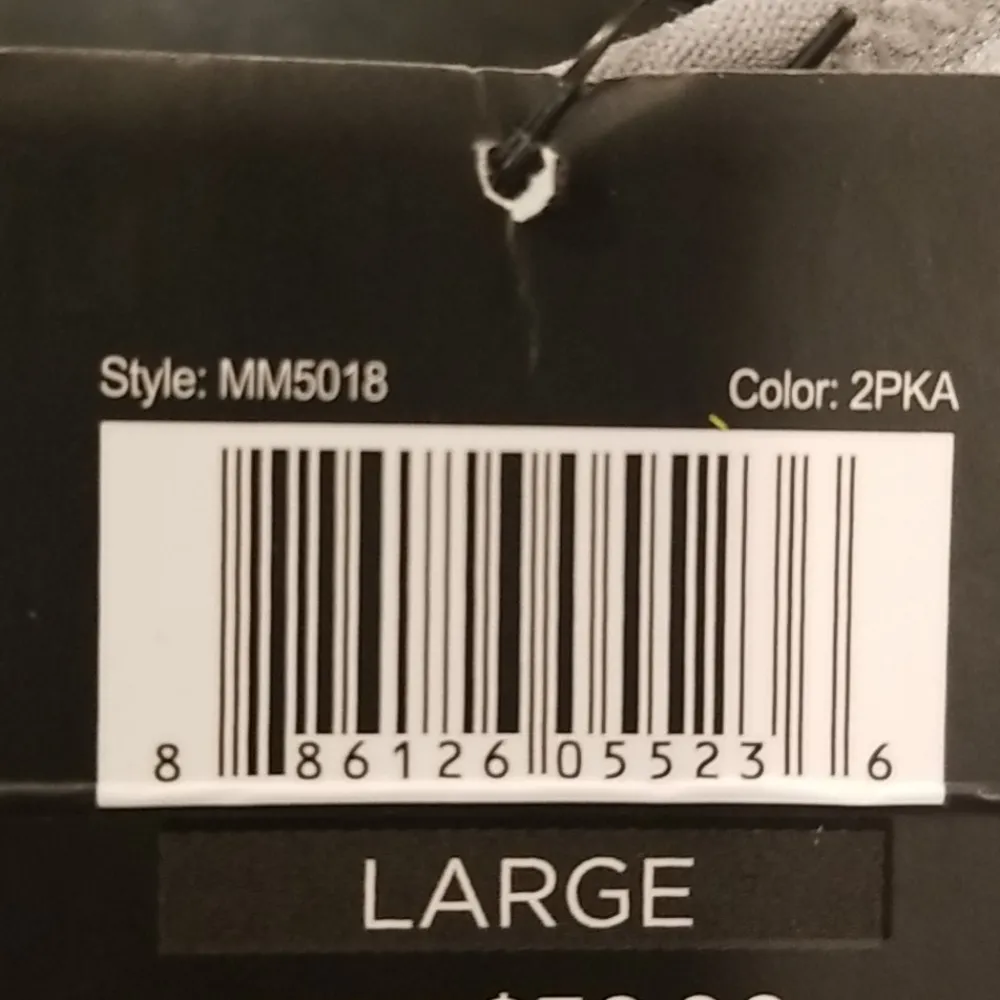 Style: MM5018 Color: 2PKA
8 86126 05523 6
LARGE